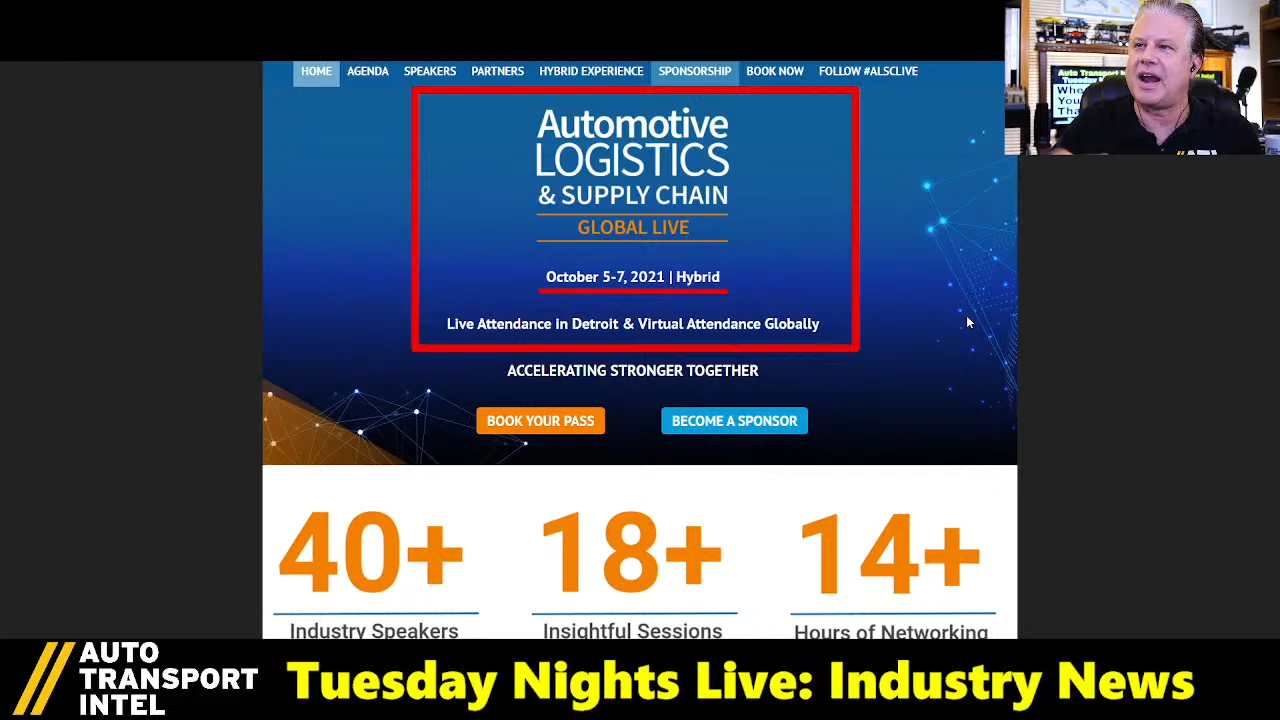 HOME AGENDA SPEAKERS PARTNERS HYBRID EXPERIENCE SPONSORSHIP BOOK NOW FOLLOW #ALSCLIVE
Automotive
LOGISTICS
& SUPPLY CHAIN
GLOBAL LIVE
October 5-7, 2021 | Hybrid
Live Attendance in Detroit & Virtual Attendance Globally
ACCELERATING STRONGER TOGETHER
BOOK YOUR PASS BECOME A SPONSOR
40+ 18+ 14+
Industry Speakers Insightful Sessions Hours of Networking
AUTO
TRANSPORT
INTEL
Tuesday Nights Live: Industry News